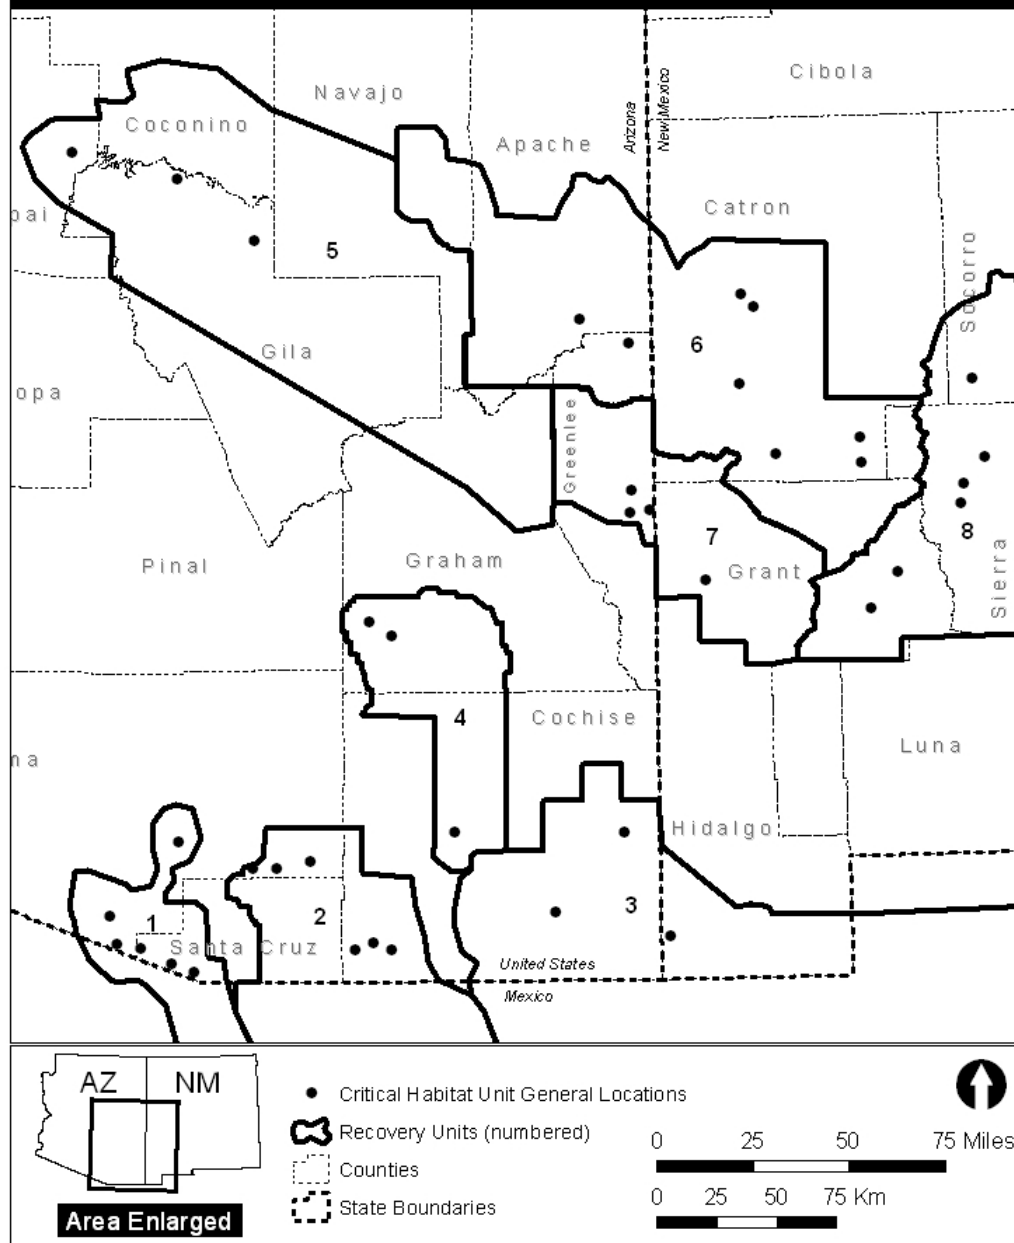 Cibola
Navajo
Arizona
New Mexico
Coconino
Apache
Catron
pai
Socorro
5
6
Gila
opa
Greenlee
7
8
Graham
Pinal
Grant
Sierra
4
Cochise
Luna
na
Hidalgo
1
2
3
Santa Cruz
United States
Mexico
AZ NM
Area Enlarged
Critical Habitat Unit General Locations
Recovery Units (numbered)
Counties
State Boundaries
0 25 50 75 Miles
0 25 50 75 Km